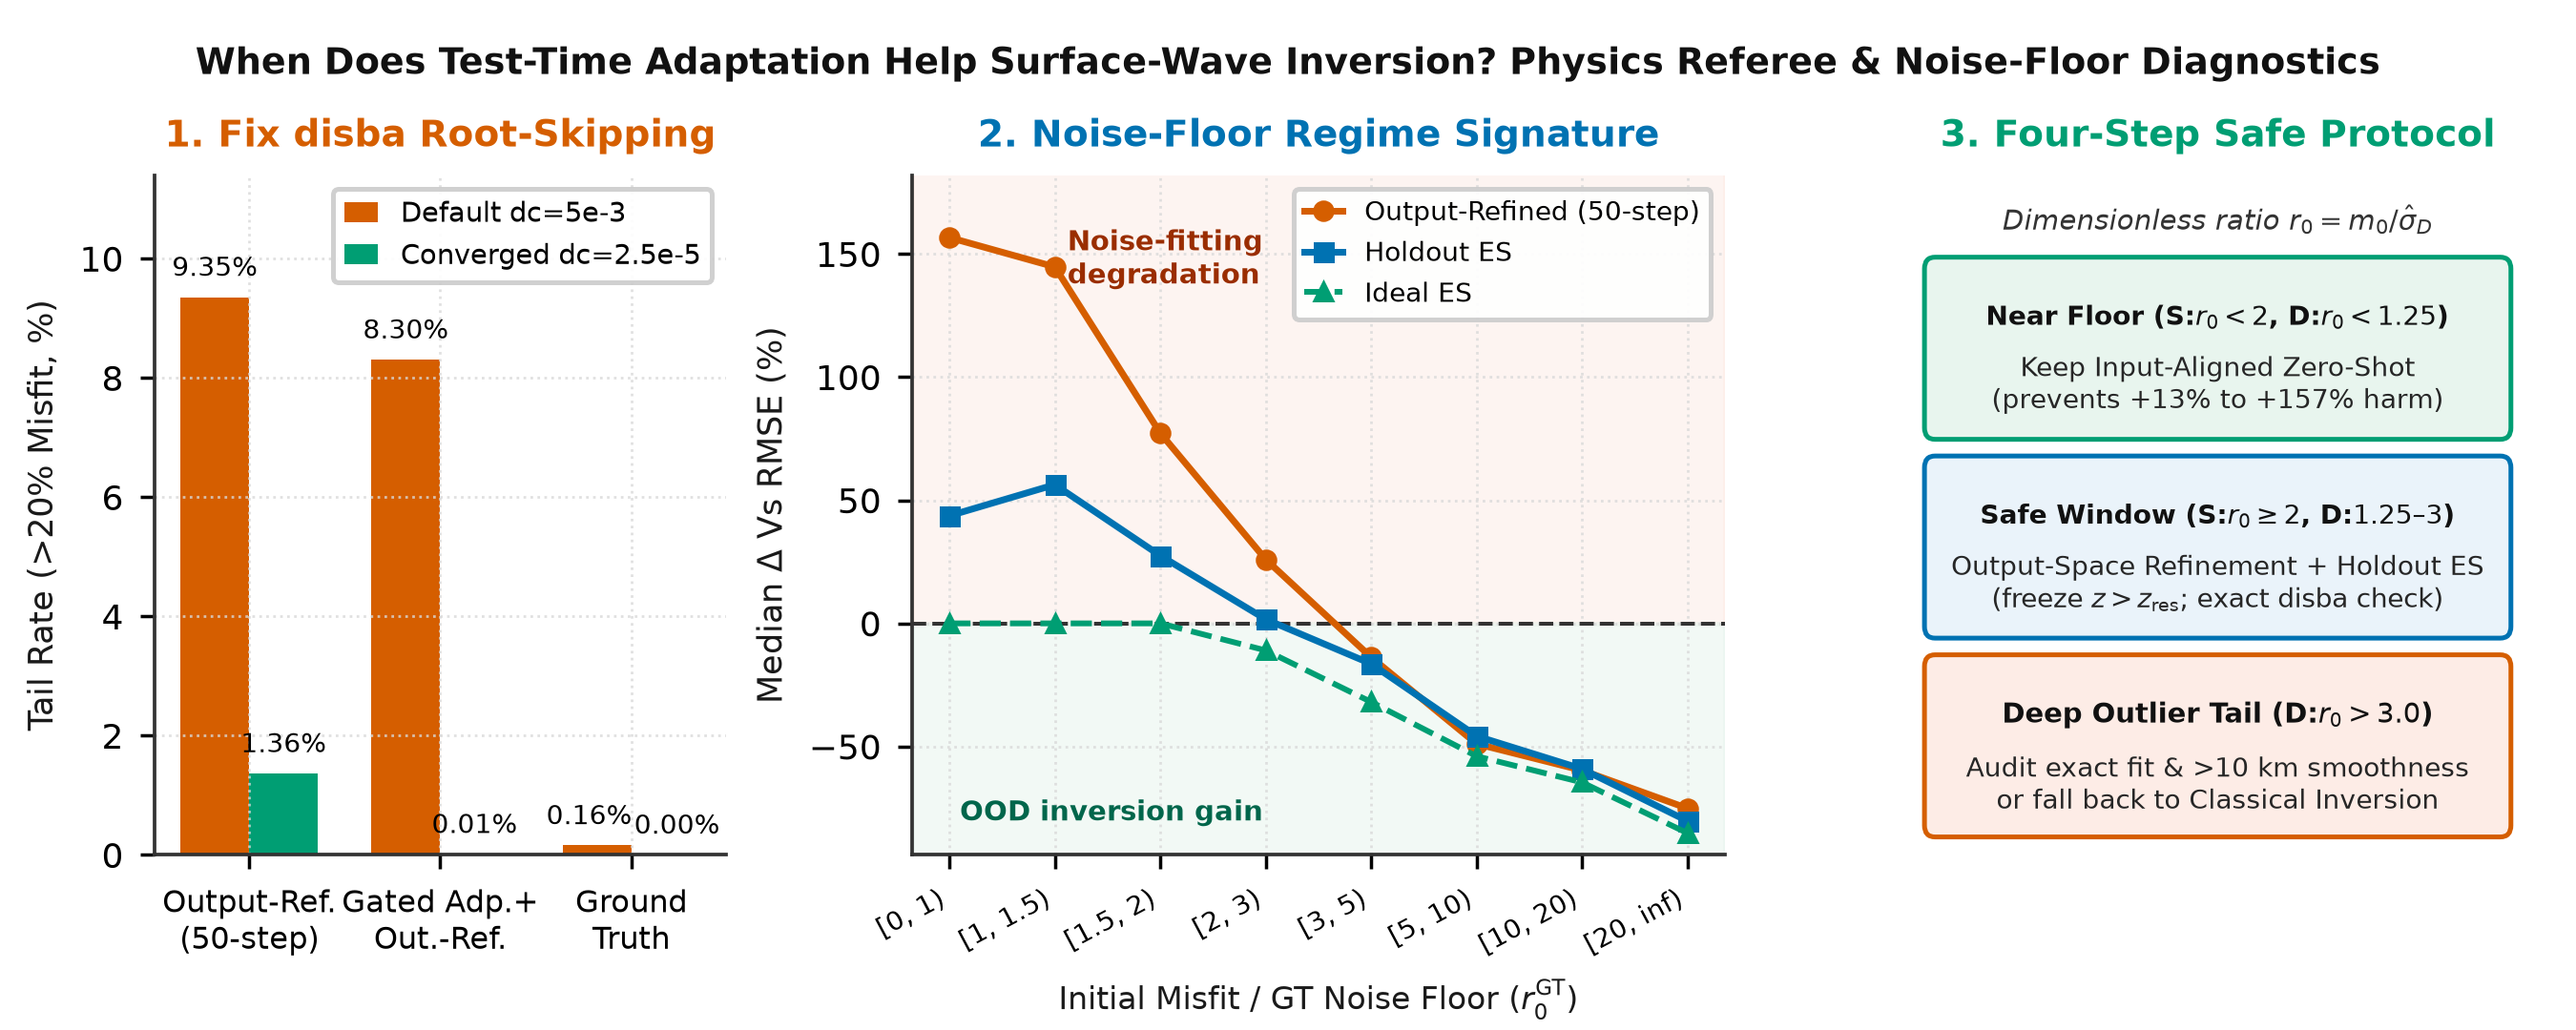 When Does Test-Time Adaptation Help Surface-Wave Inversion? Physics Referee & Noise-Floor Diagnostics
1. Fix disba Root-Skipping
Tail Rate (>20% Misfit, %)
10
8
6
4
2
0
Default dc=5e-3
Converged dc=2.5e-5
9.35%
1.36%
8.30%
0.01%
0.16%
0.00%
Output-Ref.
(50-step)
Gated Adp.+
Out.-Ref.
Ground
Truth
2. Noise-Floor Regime Signature
Median Δ Vs RMSE (%)
150
100
50
0
−50
Output-Refined (50-step)
Holdout ES
Ideal ES
Noise-fitting
degradation
OOD inversion gain
[0, 1)
[1, 1.5)
[1.5, 2)
[2, 3)
[3, 5)
[5, 10)
[10, 20)
[20, inf)
Initial Misfit / GT Noise Floor (r₀ᴳᵀ)
3. Four-Step Safe Protocol
Dimensionless ratio r₀ = m₀/σ̂_D
Near Floor (S:r₀ < 2, D:r₀ < 1.25)
Keep Input-Aligned Zero-Shot
(prevents +13% to +157% harm)
Safe Window (S:r₀ ≥ 2, D:1.25–3)
Output-Space Refinement + Holdout ES
(freeze z > z_res; exact disba check)
Deep Outlier Tail (D:r₀ > 3.0)
Audit exact fit & >10 km smoothness
or fall back to Classical Inversion